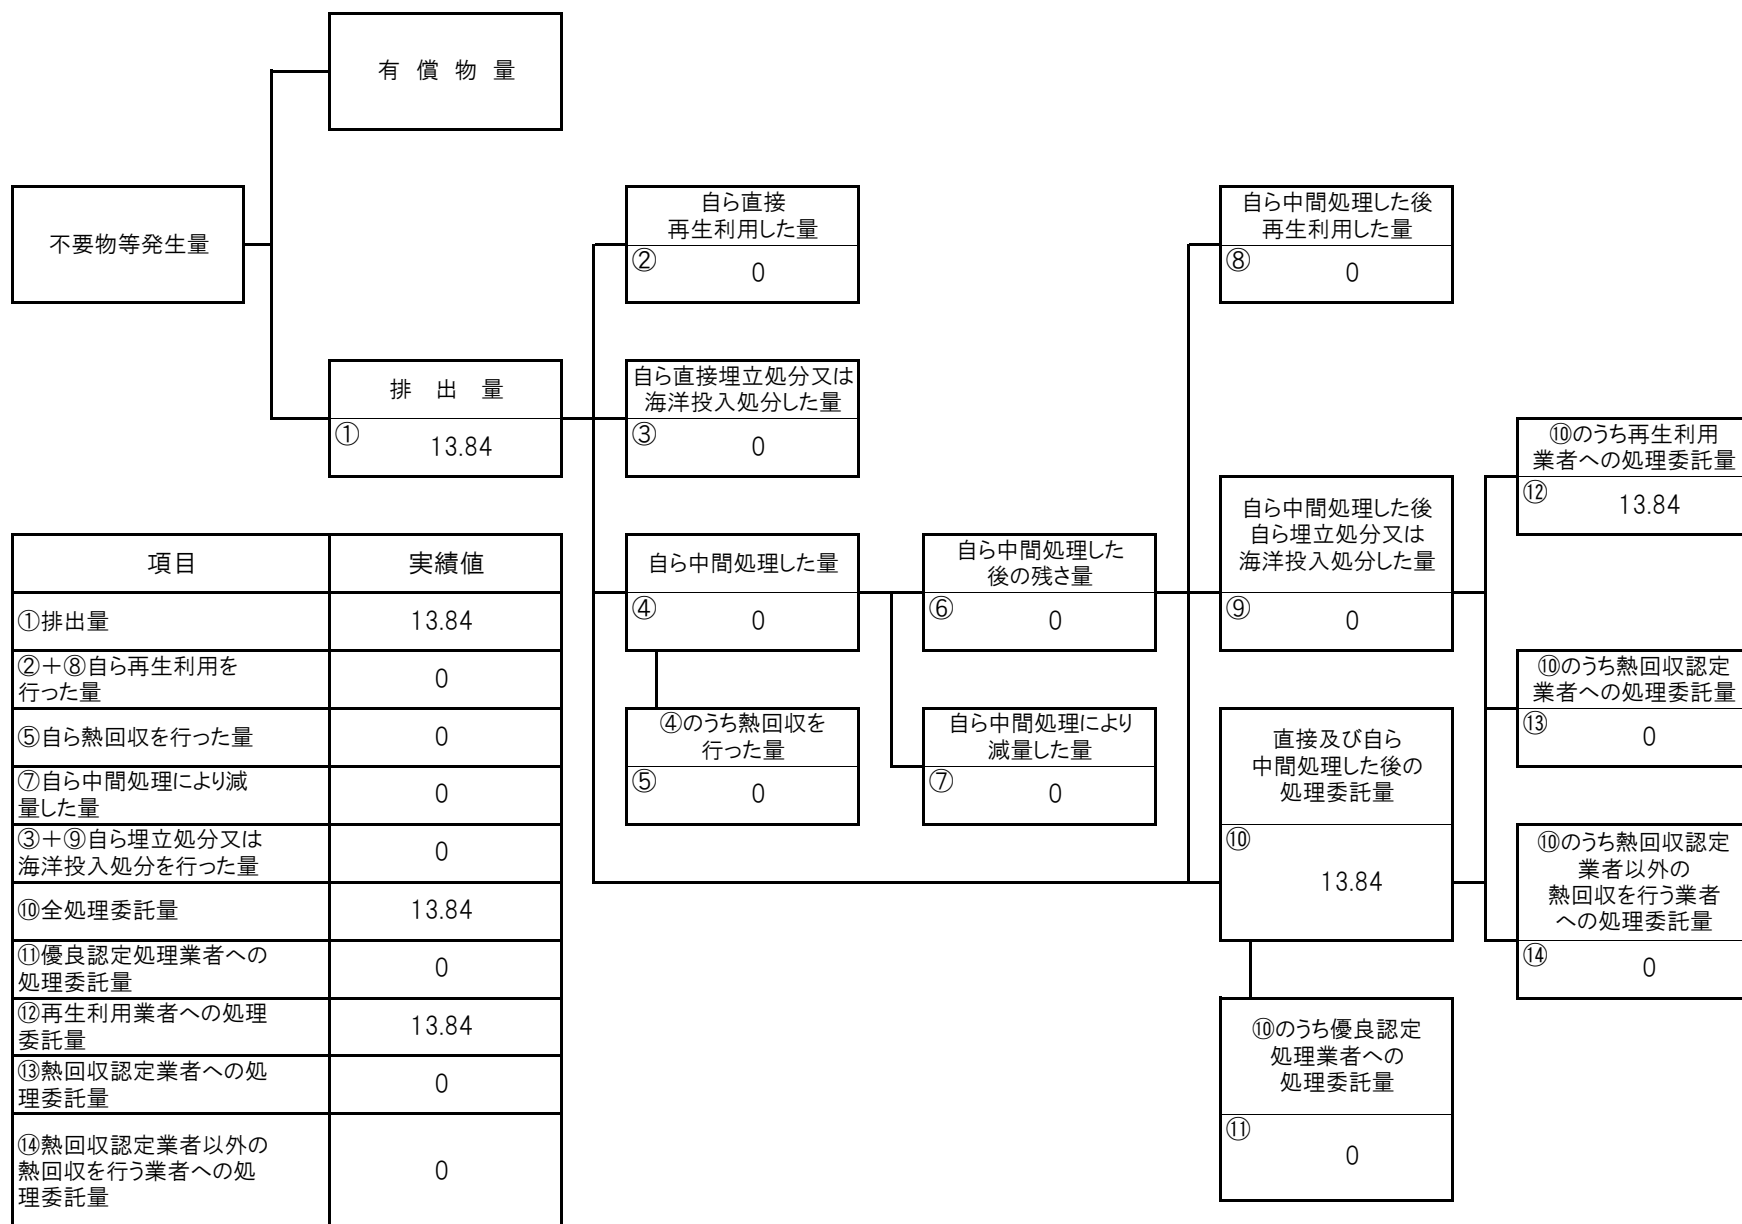 有 償 物 量
不要物等発生量
自ら直接
再生利用した量
②
0
自ら中間処理した後
再生利用した量
⑧
0
排 出 量
①
13.84
自ら直接埋立処分又は
海洋投入処分した量
③
0
⑩のうち再生利用
業者への処理委託量
⑫
13.84
自ら中間処理した量
④
0
自ら中間処理した
後の残さ量
⑥
0
自ら中間処理した後
自ら埋立処分又は
海洋投入処分した量
⑨
0
⑩のうち熱回収認定
業者への処理委託量
⑬
0
④のうち熱回収を
行った量
⑤
0
自ら中間処理により
減量した量
⑦
0
直接及び自ら
中間処理した後の
処理委託量
⑩
13.84
⑩のうち熱回収認定
業者以外の
熱回収を行う業者
への処理委託量
⑭
0
⑩のうち優良認定
処理業者への
処理委託量
⑪
0
項目
実績値
①排出量
13.84
②＋⑧自ら再生利用を
行った量
0
⑤自ら熱回収を行った量
0
⑦自ら中間処理により減
量した量
0
③＋⑨自ら埋立処分又は
海洋投入処分を行った量
0
⑩全処理委託量
13.84
⑪優良認定処理業者への
処理委託量
0
⑫再生利用業者への処理
委託量
13.84
⑬熱回収認定業者への処
理委託量
0
⑭熱回収認定業者以外の
熱回収を行う業者への処
理委託量
0